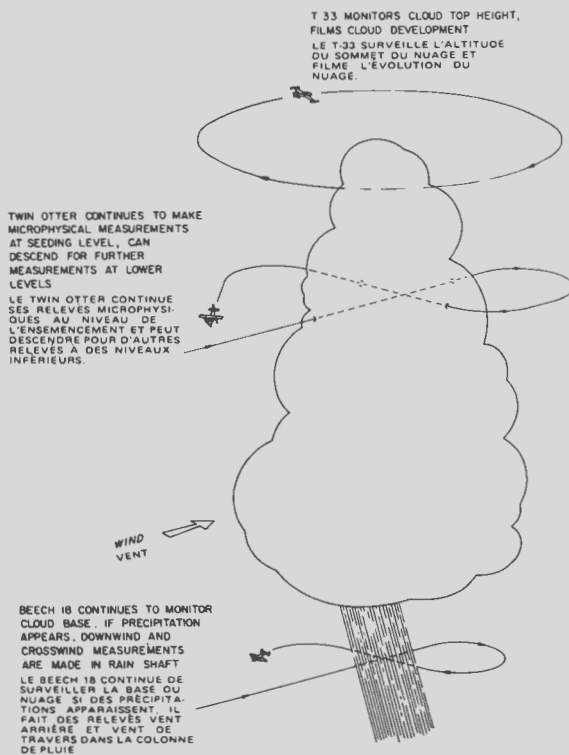 T 33 MONITORS CLOUD TOP HEIGHT,
FILMS CLOUD DEVELOPMENT
LE T-33 SURVEILLE L'ALTITUDE
DU SOMMET DU NUAGE ET
FILME L'ÉVOLUTION DU
NUAGE.
TWIN OTTER CONTINUES TO MAKE
MICROPHYSICAL MEASUREMENTS
AT SEEDING LEVEL, CAN
DESCEND FOR FURTHER
MEASUREMENTS AT LOWER
LEVELS
LE TWIN OTTER CONTINUE
SES RELEVÉS MICROPHYSI-
QUES AU NIVEAU DE
L'ENSEMENCEMENT ET PEUT
DESCENDRE POUR D'AUTRES
RELEVÉS À DES NIVEAUX
INFÉRIEURS.
WIND
VENT
BEECH 18 CONTINUES TO MONITOR
CLOUD BASE. IF PRECIPITATION
APPEARS, DOWNWIND AND
CROSSWIND MEASUREMENTS
ARE MADE IN RAIN SHAFT
LE BEECH 18 CONTINUE DE
SURVEILLER LA BASE OU
NUAGE SI DES PRÉCIPITA-
TIONS APPARAISSENT, IL
FAIT DES RELEVÉS VENT
ARRIÈRE ET VENT DE
TRAVERS DANS LA COLONNE
DE PLUIE